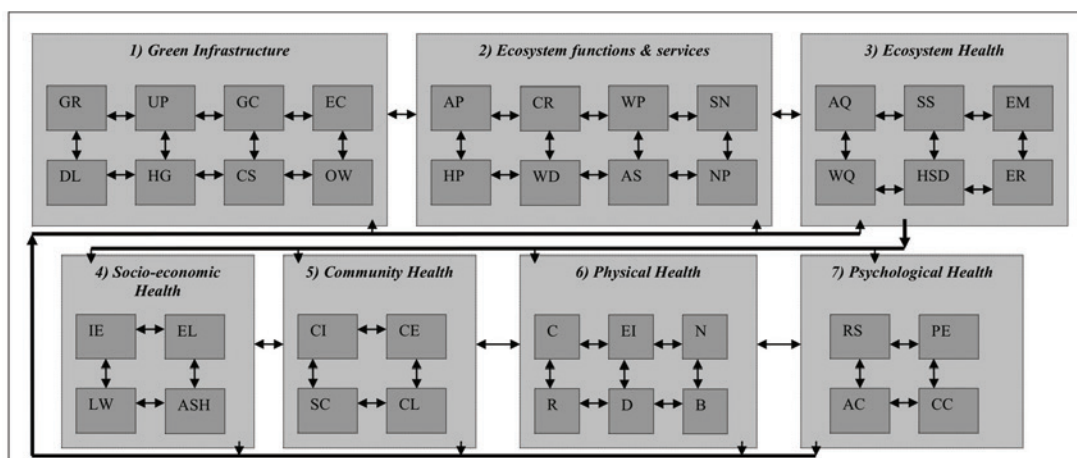 1) Green Infrastructure
2) Ecosystem functions & services
3) Ecosystem Health
GR UP GC EC
AP CR WP SN
AQ SS EM
DL HG CS OW
HP WD AS NP
WQ HSD ER
4) Socio-economic
Health
5) Community Health
6) Physical Health
7) Psychological Health
IE EL
CI CE
C EI N
RS PE
LW ASH
SC CL
R D B
AC CC